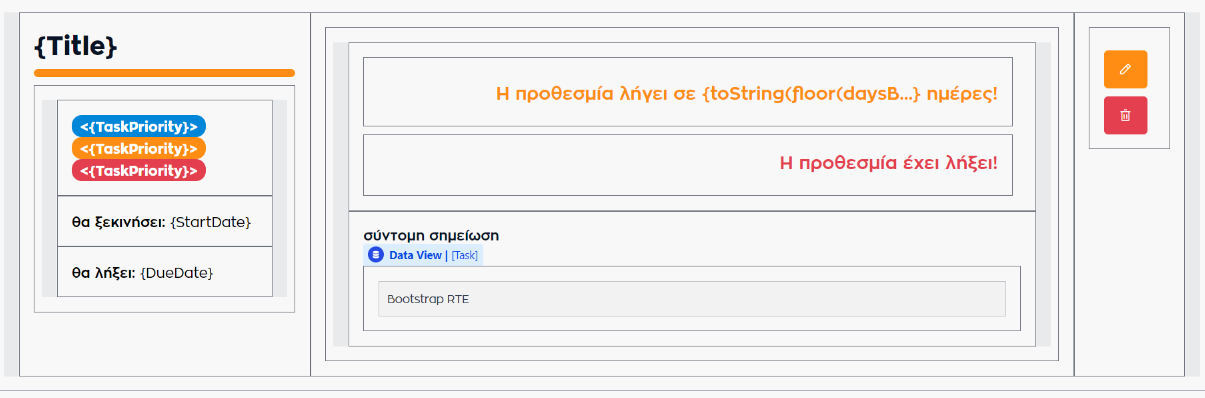 {Title}
<{TaskPriority}>
<{TaskPriority}>
<{TaskPriority}>
θα ξεκινήσει: {StartDate}
θα λήξει: {DueDate}
Η προθεσμία λήγει σε {toString(floor(daysB...} ημέρες!
Η προθεσμία έχει λήξει!
σύντομη σημείωση
Data View | [Task]
Bootstrap RTE